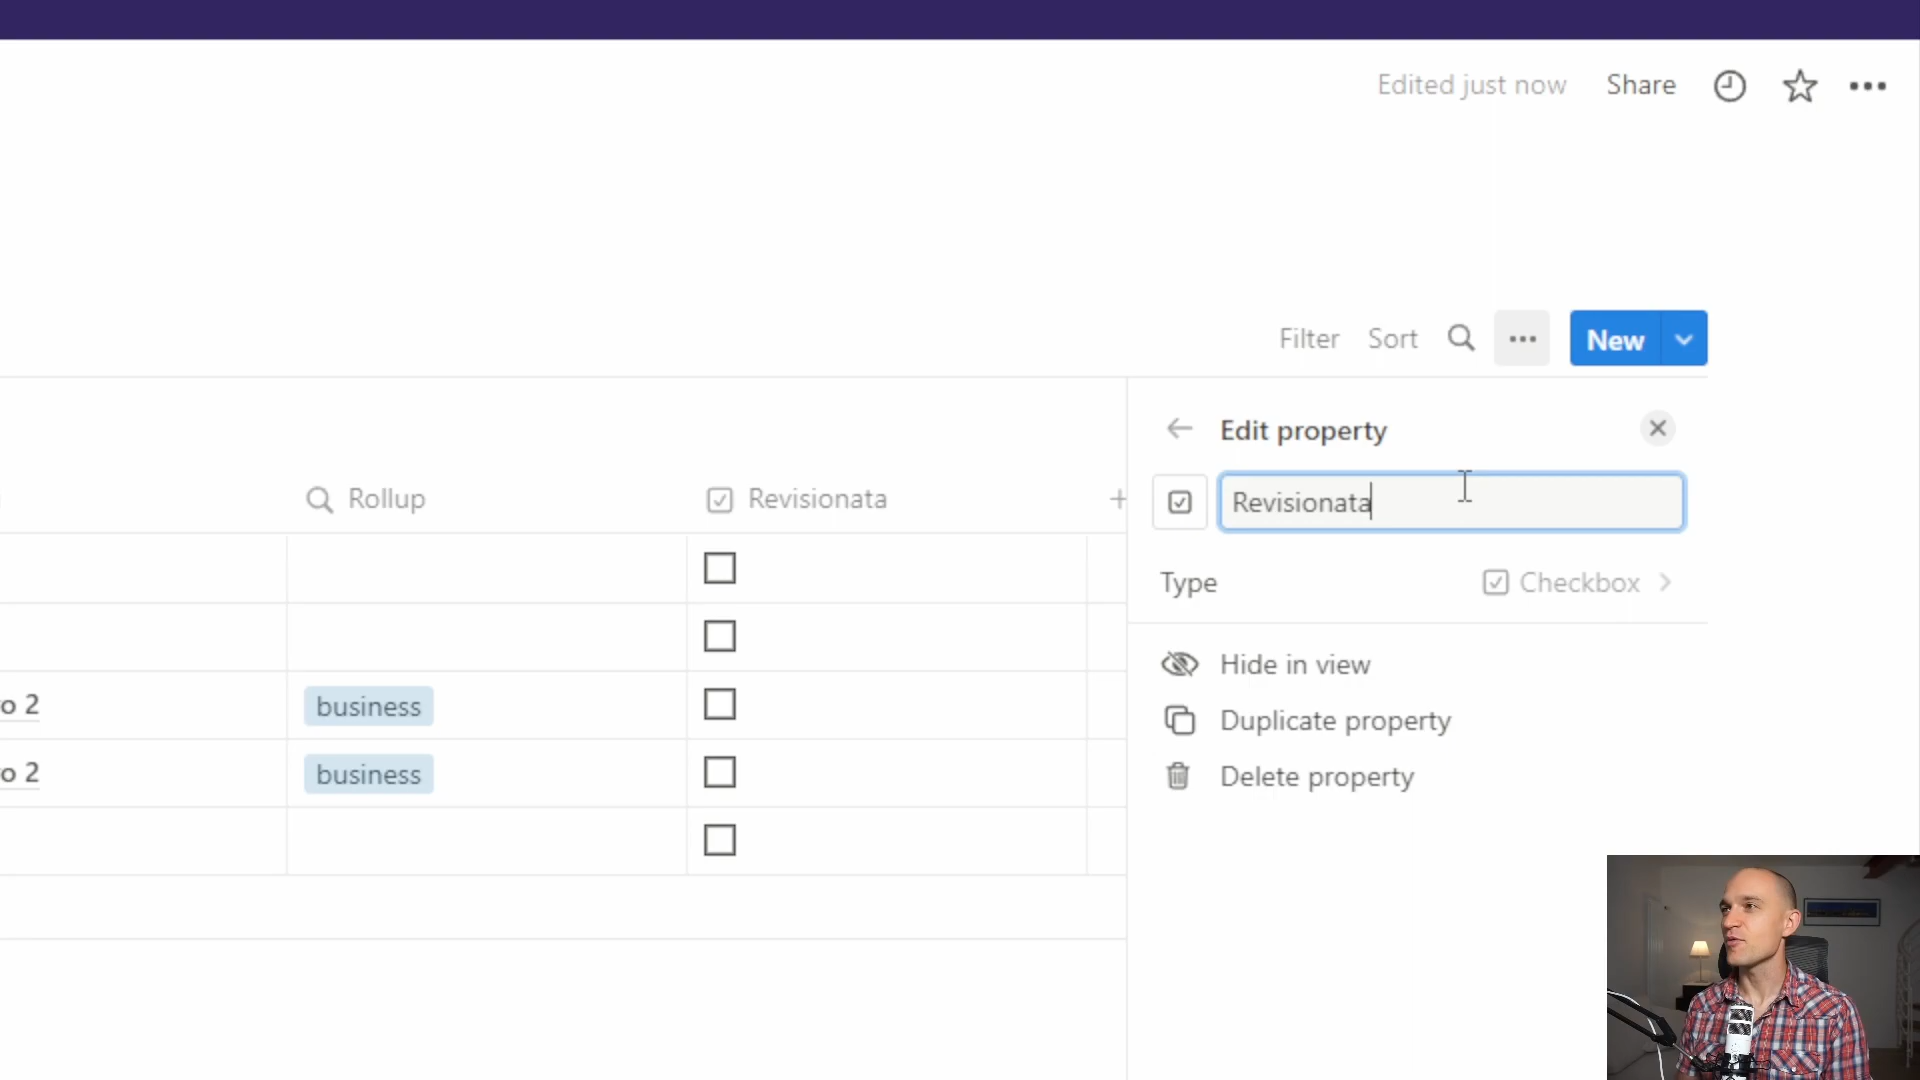 Edited just now Share
Filter Sort New
Edit property
Rollup Revisionata
Revisionata
Type Checkbox
Hide in view
o 2 business
Duplicate property
o 2 business
Delete property